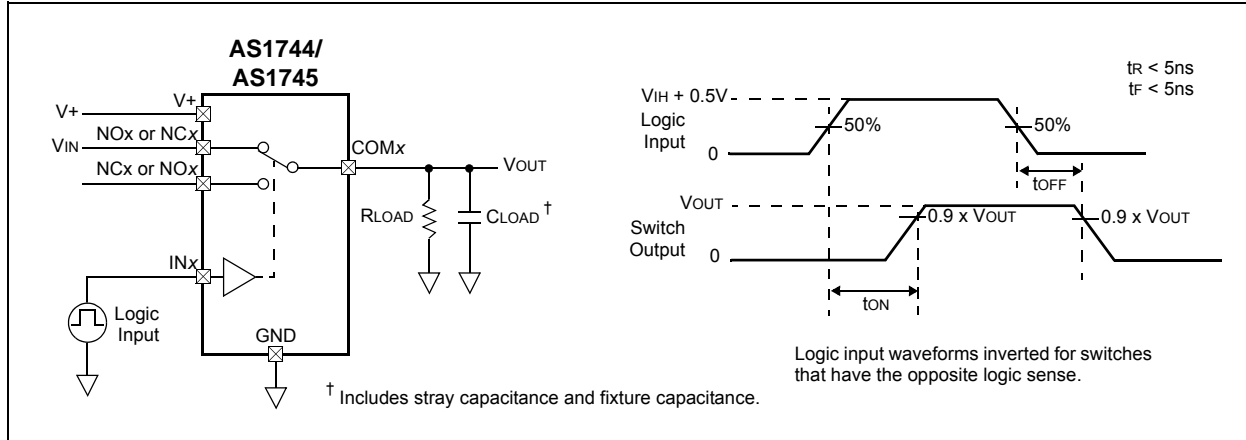 AS1744/
AS1745
V+
V+
NOx or NCx
VIN
NCx or NOx
COMx
VOUT
RLOAD
CLOAD †
INx
Logic
Input
GND
† Includes stray capacitance and fixture capacitance.
tR < 5ns
tF < 5ns
VIH + 0.5V
Logic
Input
0
50%
50%
tOFF
VOUT
Switch
Output
0
0.9 x VOUT
0.9 x VOUT
tON
Logic input waveforms inverted for switches
that have the opposite logic sense.